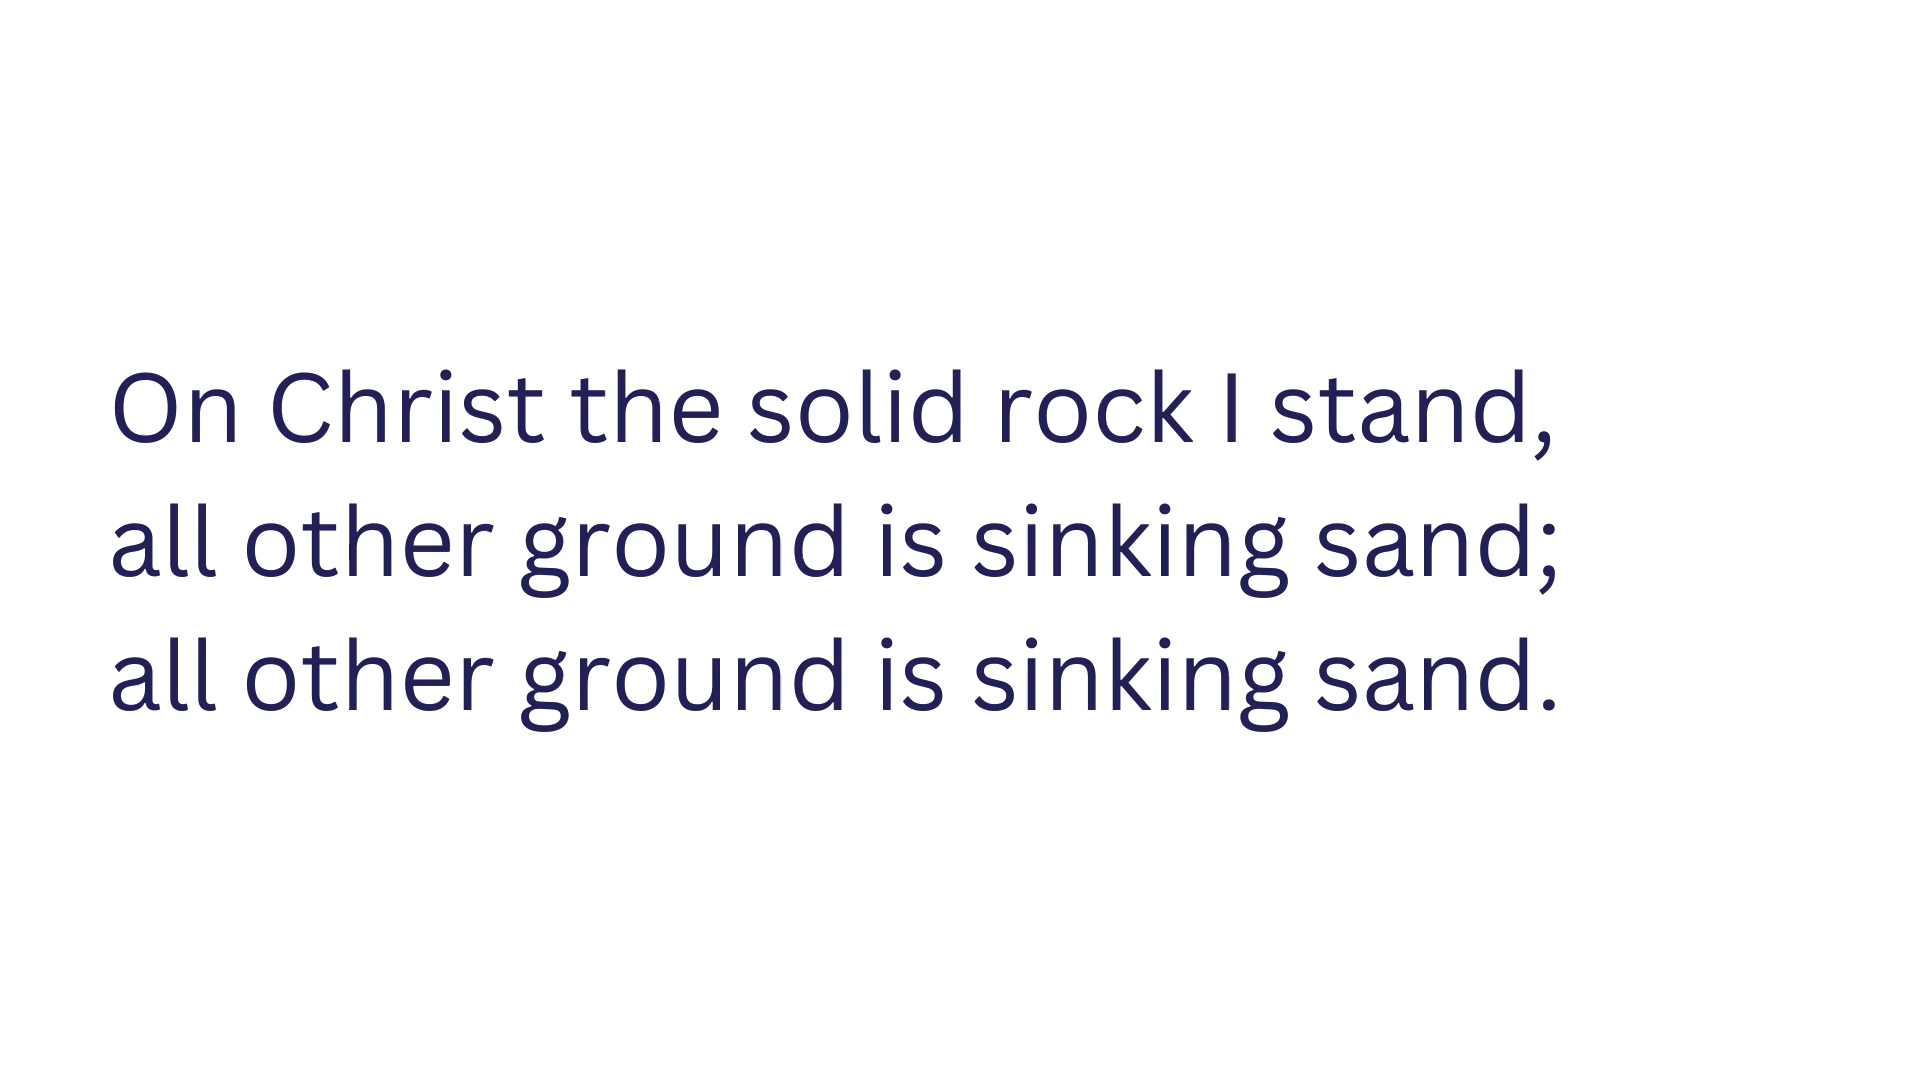 On Christ the solid rock I stand,
all other ground is sinking sand;
all other ground is sinking sand.